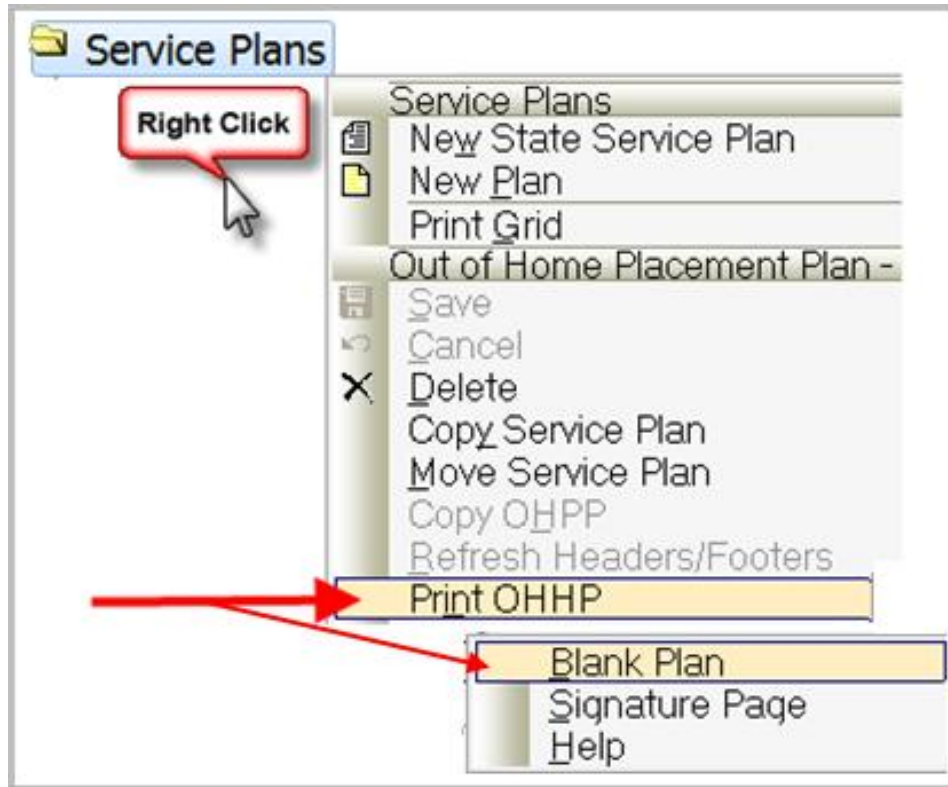 Service Plans
Right Click
Service Plans
New State Service Plan
New Plan
Print Grid
Out of Home Placement Plan -
Save
Cancel
Delete
Copy Service Plan
Move Service Plan
Copy OHPP
Refresh Headers/Footers
Print OHHP
Blank Plan
Signature Page
Help